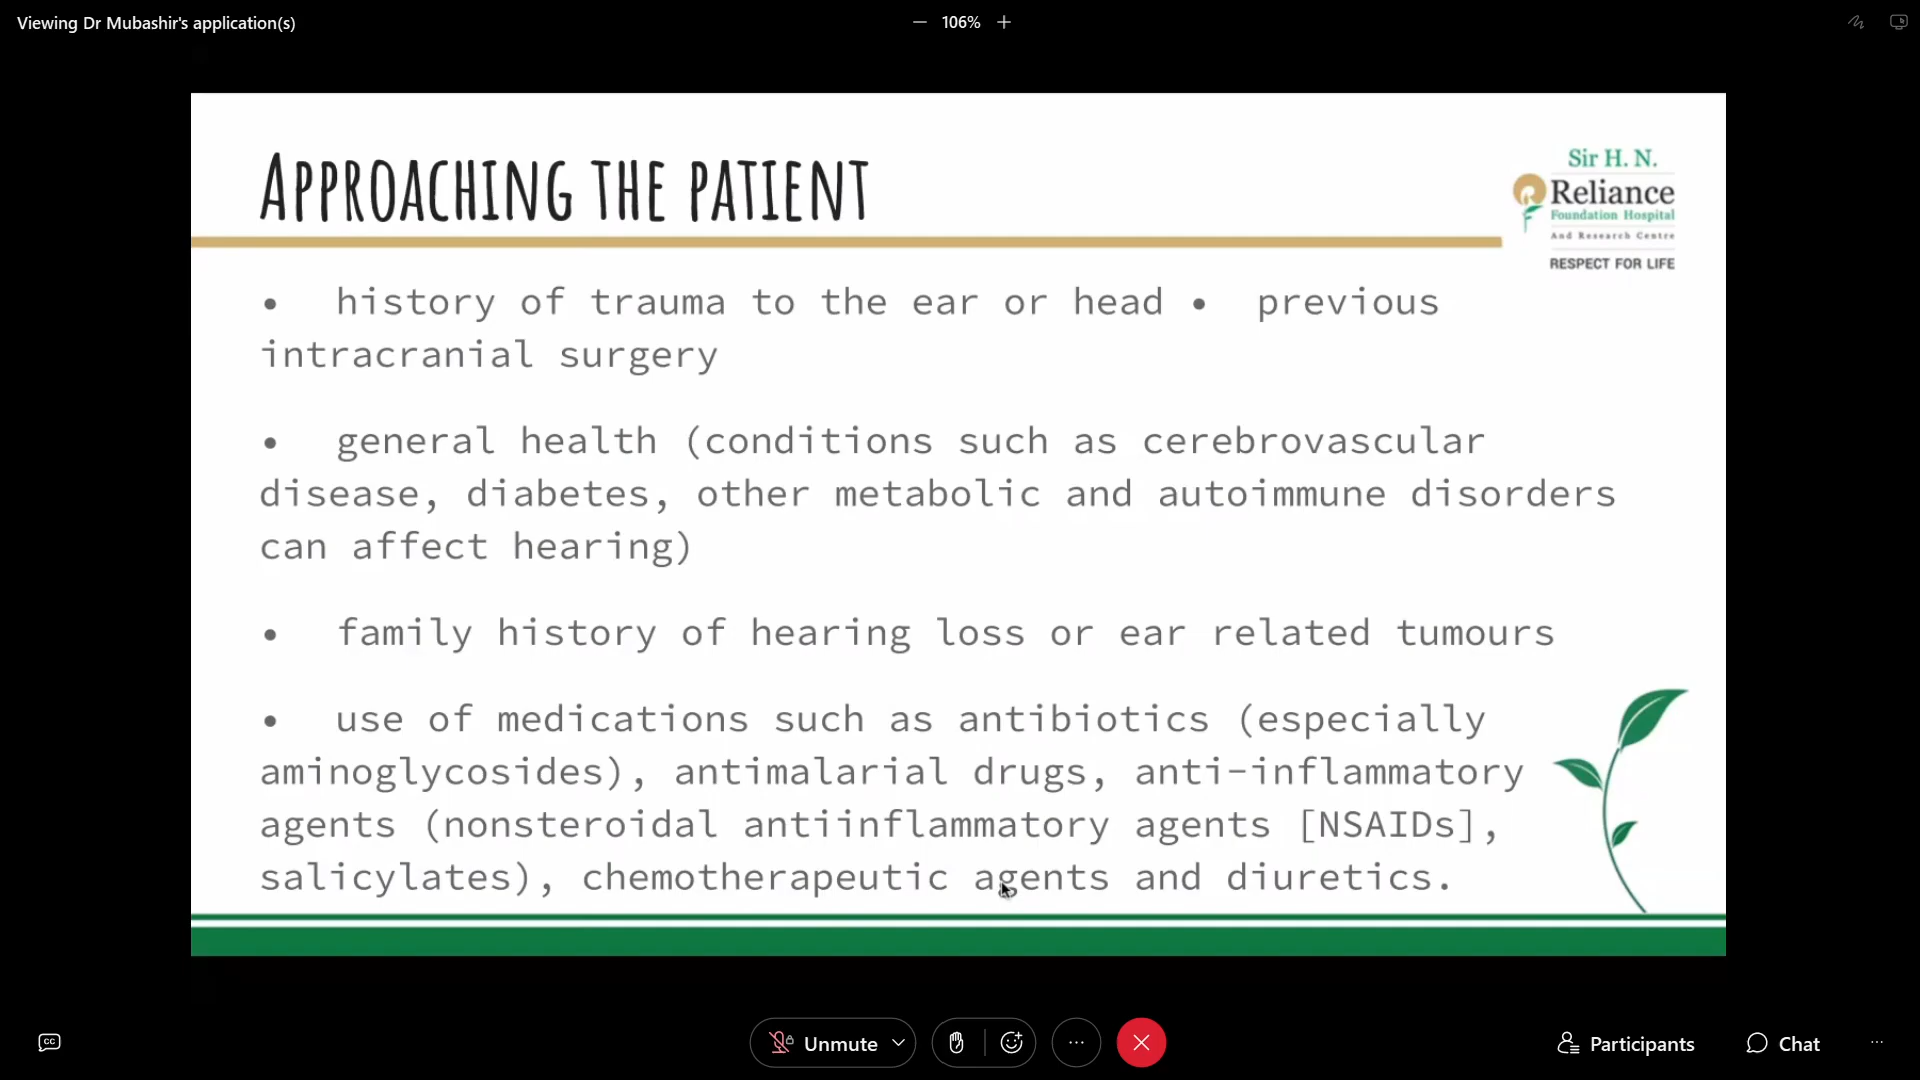 Viewing Dr Mubashir's application(s)
106%
APPROACHING THE PATIENT
Sir H. N.
Reliance
Foundation Hospital
And Research Centre
RESPECT FOR LIFE
• history of trauma to the ear or head • previous
intracranial surgery
• general health (conditions such as cerebrovascular
disease, diabetes, other metabolic and autoimmune disorders
can affect hearing)
• family history of hearing loss or ear related tumours
• use of medications such as antibiotics (especially
aminoglycosides), antimalarial drugs, anti-inflammatory
agents (nonsteroidal antiinflammatory agents [NSAIDs],
salicylates), chemotherapeutic agents and diuretics.
CC
Unmute
Participants
Chat